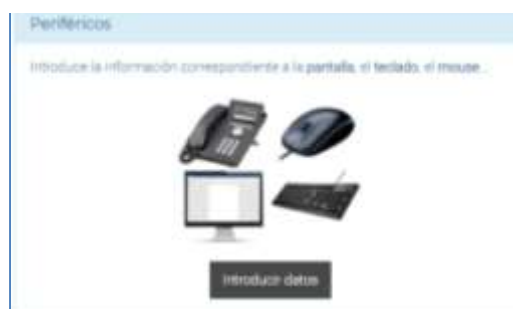 Periféricos
Introduce la información correspondiente a la pantalla, el teclado, el mouse...
Introducir datos